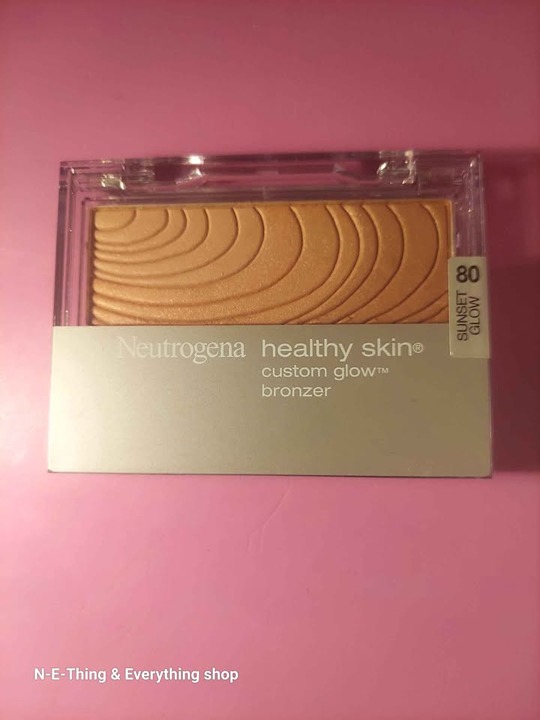 80
SUNSET
GLOW
Neutrogena healthy skin®
custom glow™
bronzer
N-E-Thing & Everything shop